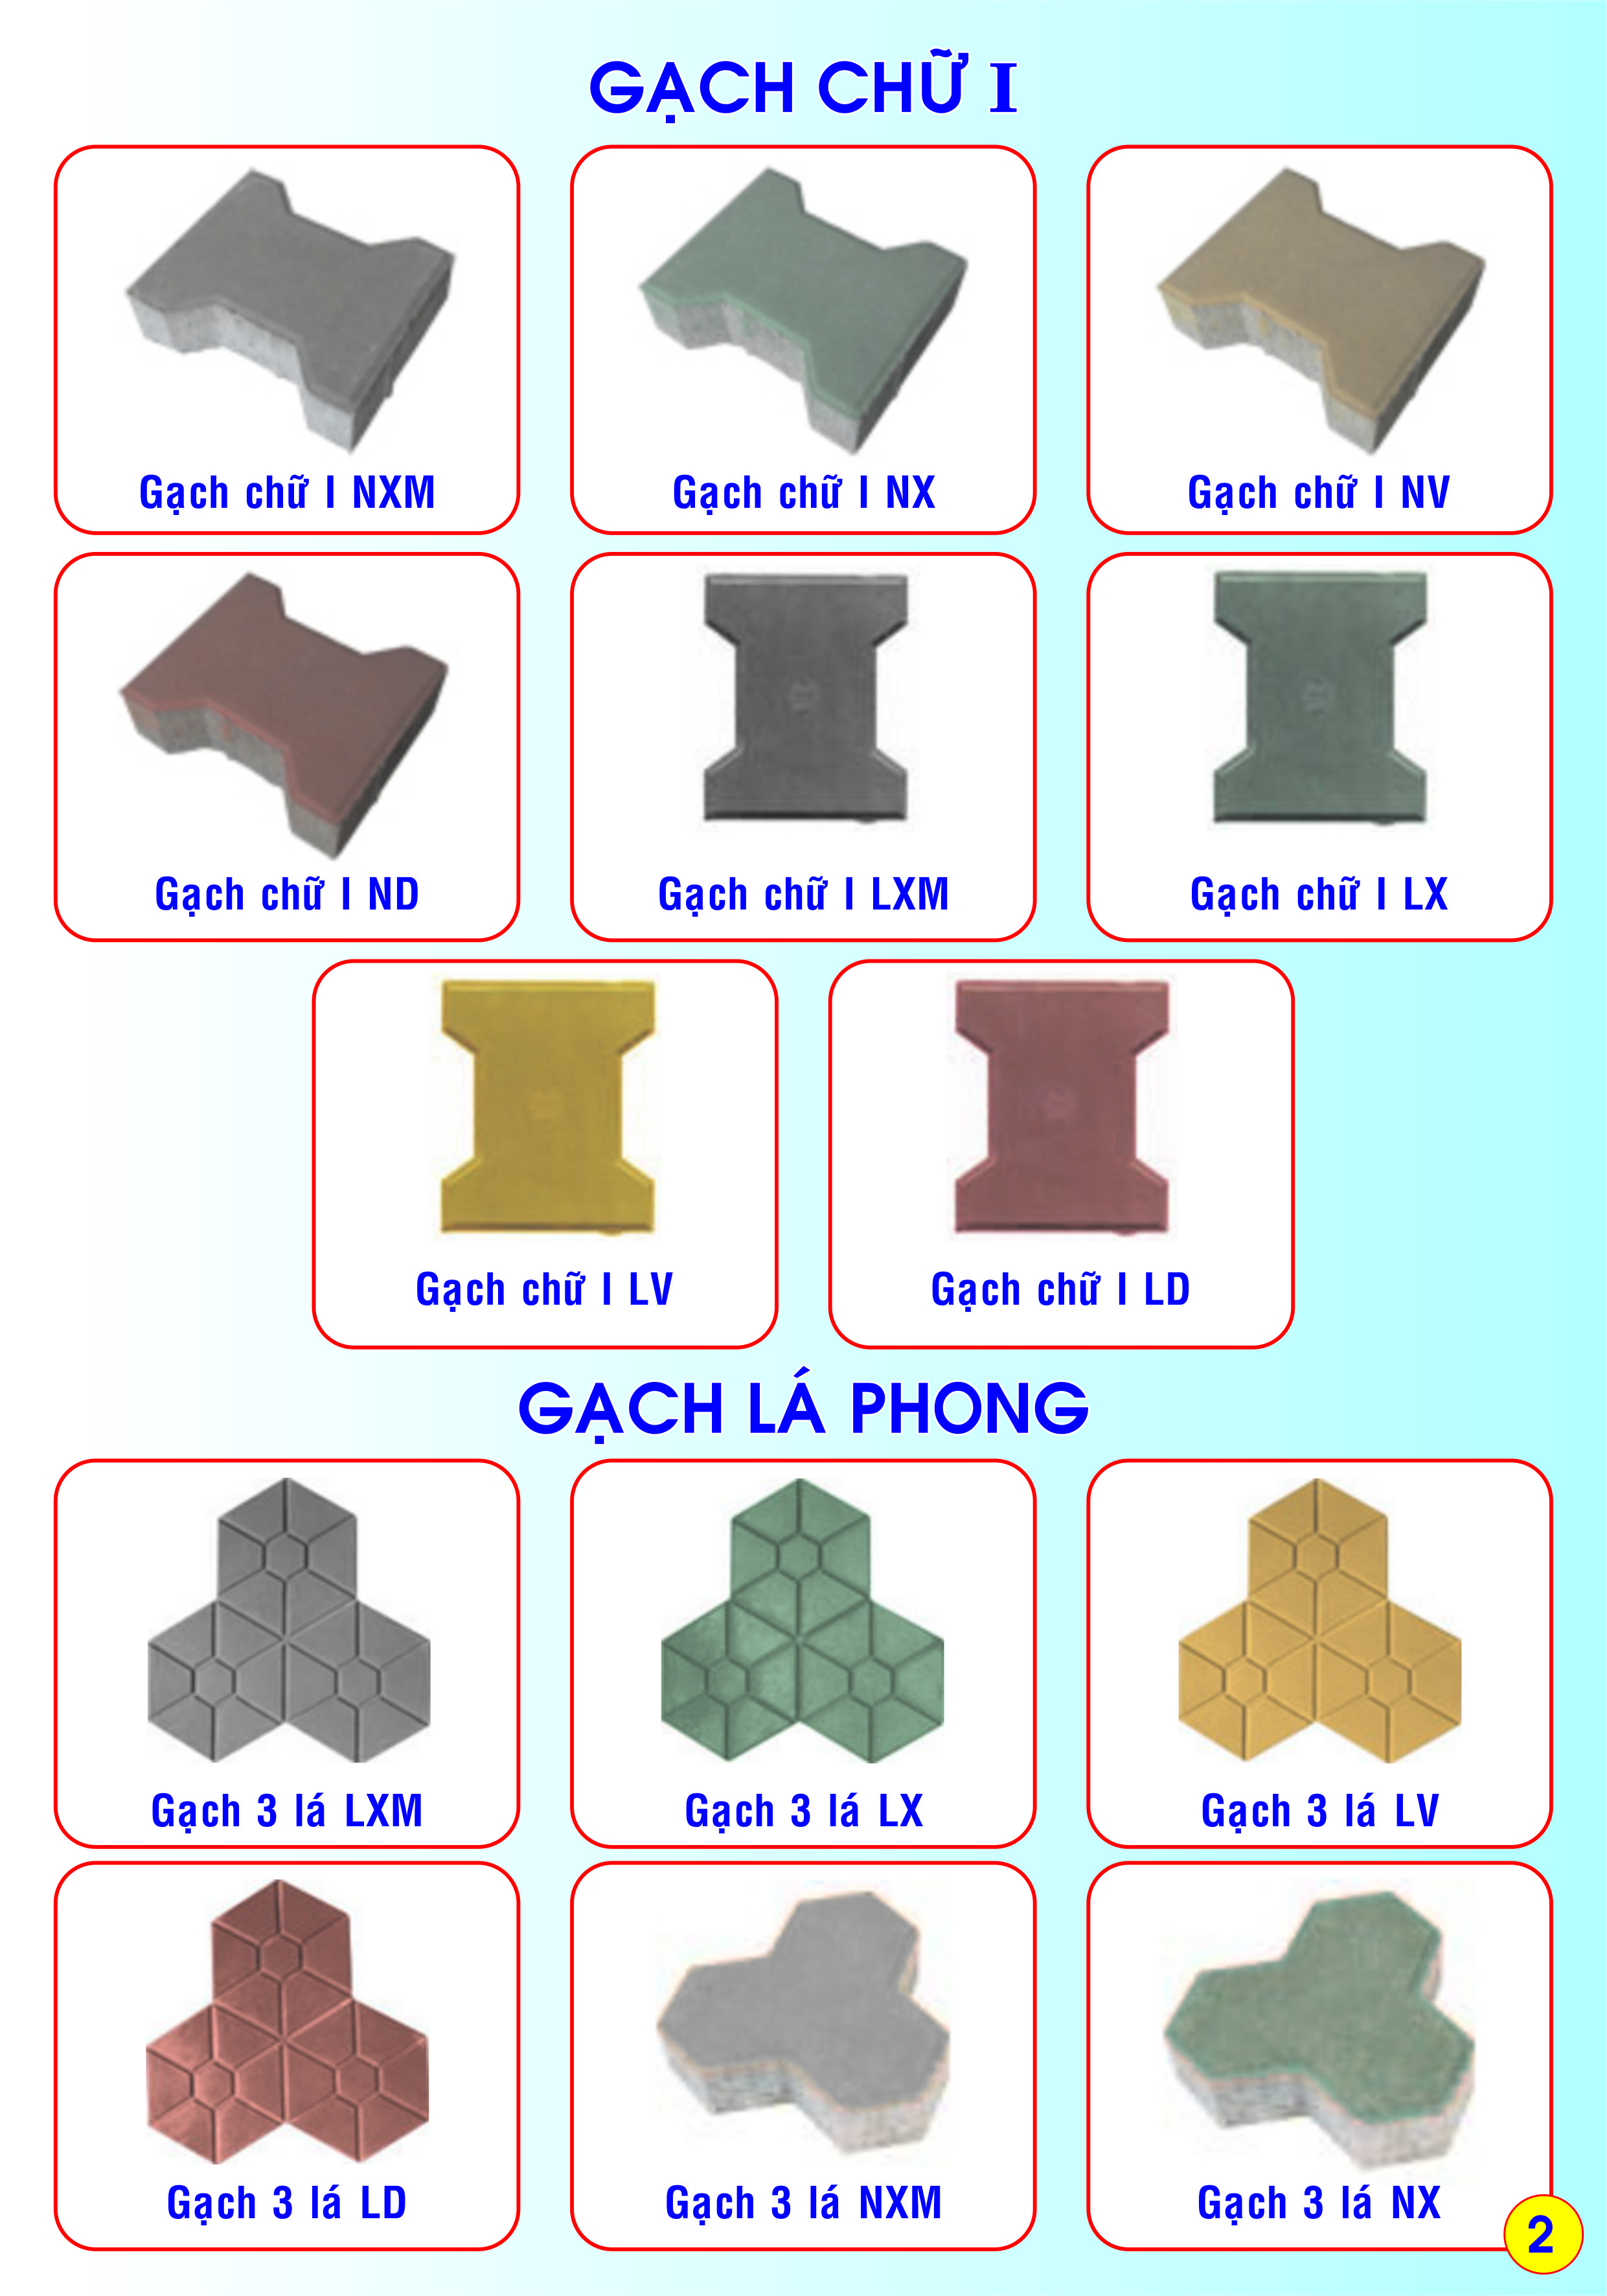 GẠCH CHỮ I
Gạch chữ I NXM
Gạch chữ I NX
Gạch chữ I NV
Gạch chữ I ND
Gạch chữ I LXM
Gạch chữ I LX
Gạch chữ I LV
Gạch chữ I LD
GẠCH LÁ PHONG
Gạch 3 lá LXM
Gạch 3 lá LX
Gạch 3 lá LV
Gạch 3 lá LD
Gạch 3 lá NXM
Gạch 3 lá NX
2